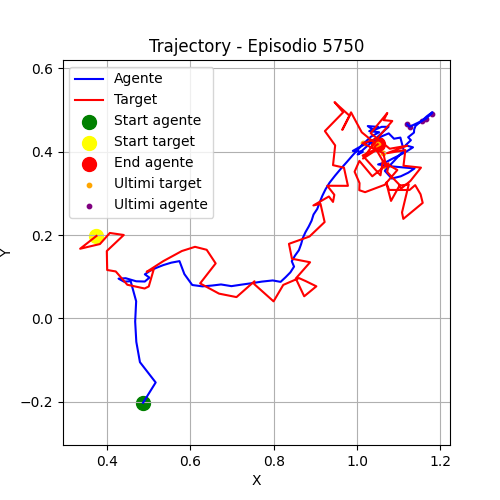 Trajectory - Episodio 5750
Agente
Target
Start agente
Start target
End agente
Ultimi target
Ultimi agente
0.6
0.4
0.2
0.0
−0.2
Y
0.4
0.6
0.8
1.0
1.2
X